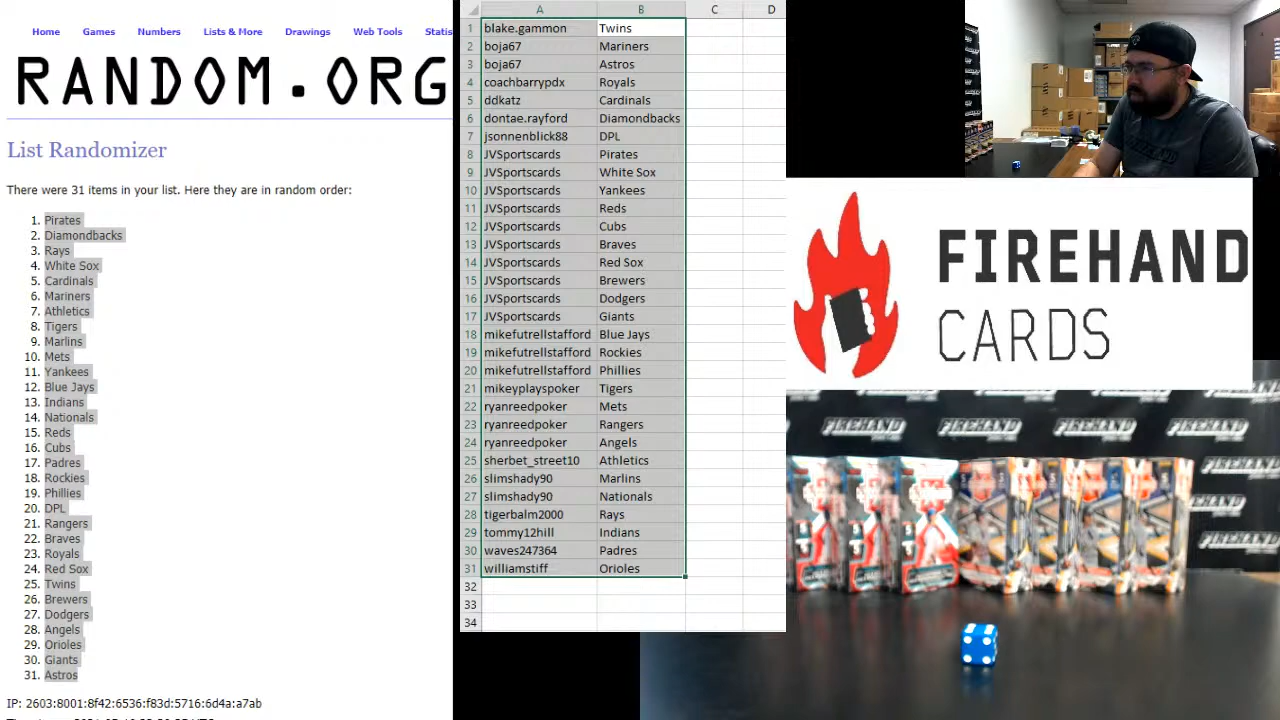 Home Games Numbers Lists & More Drawings Web Tools Statis
RANDOM.ORG
List Randomizer
There were 31 items in your list. Here they are in random order:
1. Pirates
2. Diamondbacks
3. Rays
4. White Sox
5. Cardinals
6. Mariners
7. Athletics
8. Tigers
9. Marlins
10. Mets
11. Yankees
12. Blue Jays
13. Indians
14. Nationals
15. Reds
16. Cubs
17. Padres
18. Rockies
19. Phillies
20. DPL
21. Rangers
22. Braves
23. Royals
24. Red Sox
25. Twins
26. Brewers
27. Dodgers
28. Angels
29. Orioles
30. Giants
31. Astros
IP: 2603:8001:8f42:6536:f83d:5716:6d4a:a7ab
A B C D
1 blake.gammon Twins
2 boja67 Mariners
3 boja67 Astros
4 coachbarrypdx Royals
5 ddkatz Cardinals
6 dontae.rayford Diamondbacks
7 jsonnenblick88 DPL
8 JVSportscards Pirates
9 JVSportscards White Sox
10 JVSportscards Yankees
11 JVSportscards Reds
12 JVSportscards Cubs
13 JVSportscards Braves
14 JVSportscards Red Sox
15 JVSportscards Brewers
16 JVSportscards Dodgers
17 JVSportscards Giants
18 mikefutrellstafford Blue Jays
19 mikefutrellstafford Rockies
20 mikefutrellstafford Phillies
21 mikeyplayspoker Tigers
22 ryanreedpoker Mets
23 ryanreedpoker Rangers
24 ryanreedpoker Angels
25 sherbet_street10 Athletics
26 slimshady90 Marlins
27 slimshady90 Nationals
28 tigerbalm2000 Rays
29 tommy12hill Indians
30 waves247364 Padres
31 williamstiff Orioles
32
33
34
FIREHAND
CARDS
FIREHAND FIREHAND FIREHAND FIREHAND